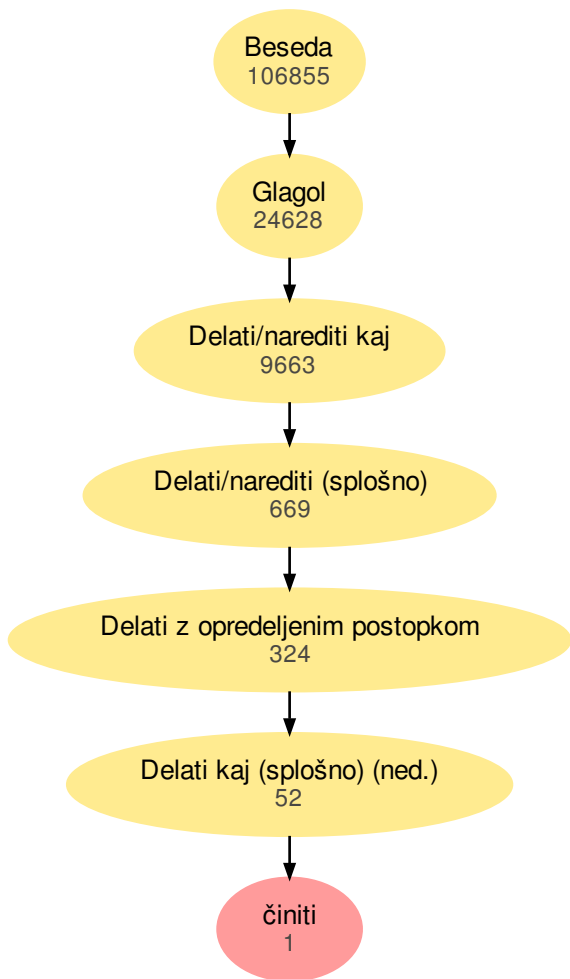 Beseda
106855
Glagol
24628
Delati/narediti kaj
9663
Delati/narediti (splošno)
669
Delati z opredeljenim postopkom
324
Delati kaj (splošno) (ned.)
52
činiti
1